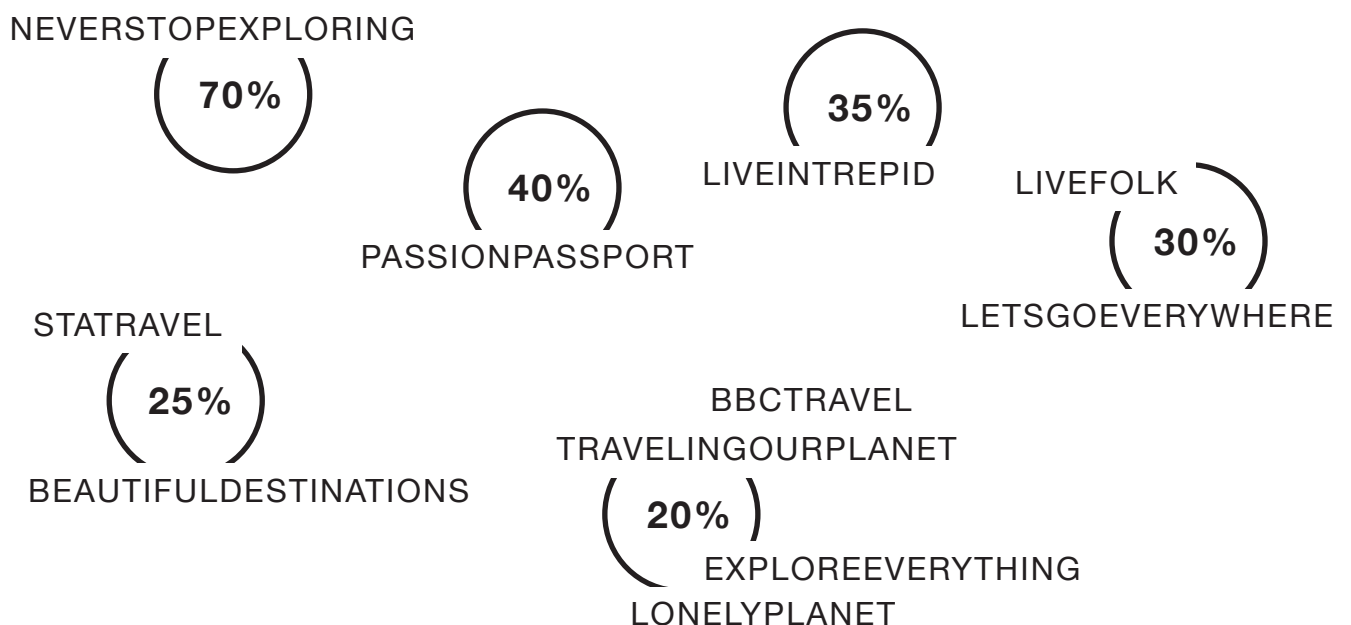 NEVERSTOPEXPLORING
70%
35%
LIVEINTREPID
40%
PASSIONPASSPORT
LIVEFOLK
30%
LETSGOEVERYWHERE
STATRAVEL
25%
BEAUTIFULDESTINATIONS
BBCTRAVEL
TRAVELINGOURPLANET
20%
EXPLOREEVERYTHING
LONELYPLANET